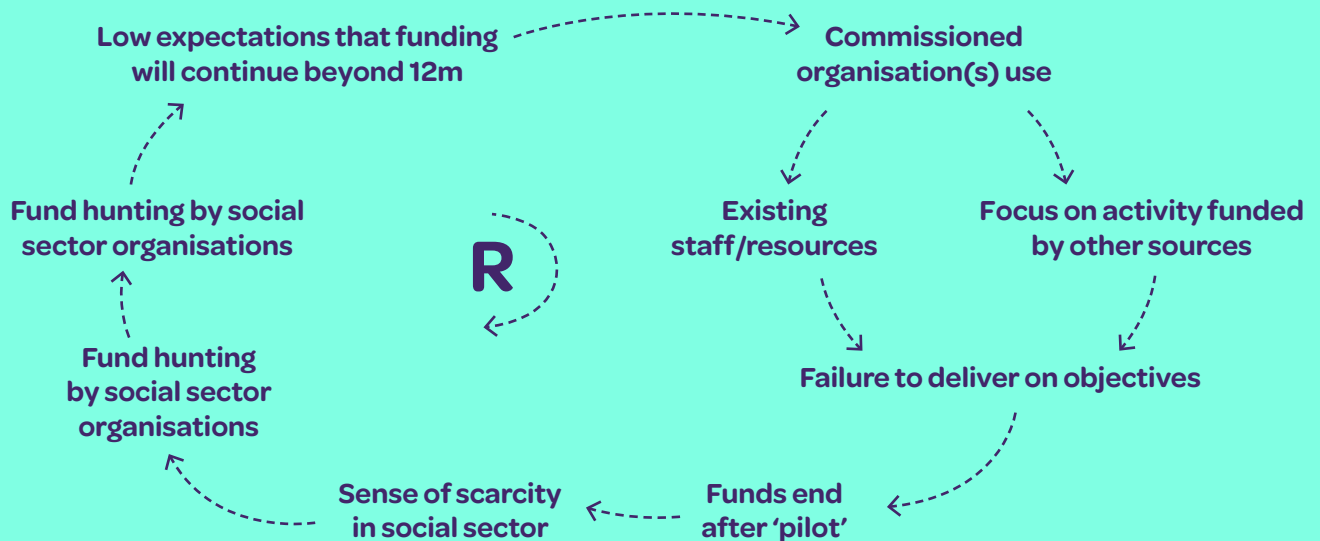 Low expectations that funding
will continue beyond 12m
Commissioned
organisation(s) use
Fund hunting by social
sector organisations
R
Existing
staff/resources
Focus on activity funded
by other sources
Fund hunting
by social sector
organisations
Failure to deliver on objectives
Sense of scarcity
in social sector
Funds end
after ‘pilot’